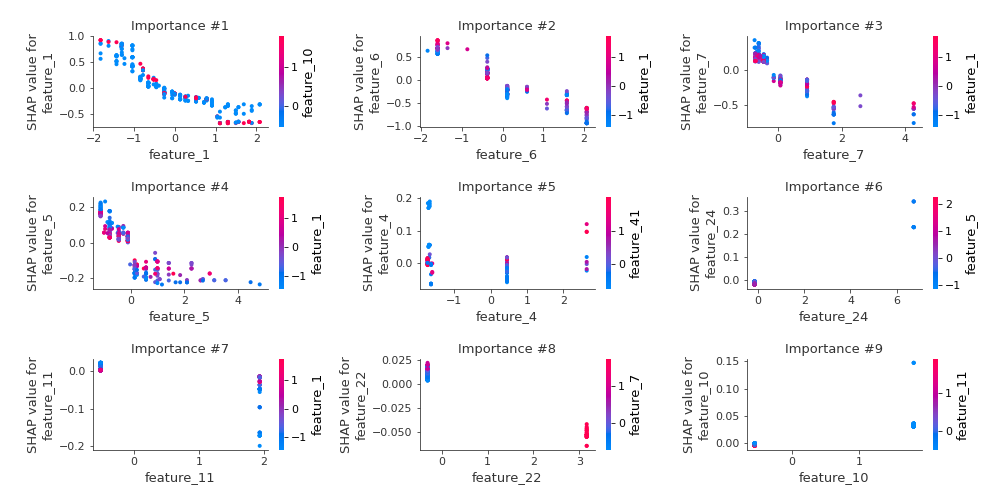 Importance #1
SHAP value for
feature_1
1.0
0.5
0.0
−0.5
−2
−1
0
1
2
feature_1
1
0
feature_10
Importance #2
SHAP value for
feature_6
0.5
0.0
−0.5
−1.0
−2
−1
0
1
2
feature_6
1
0
−1
feature_1
Importance #3
SHAP value for
feature_7
0.0
−0.5
0
2
4
feature_7
1
0
−1
feature_1
Importance #4
SHAP value for
feature_5
0.2
0.0
−0.2
0
2
4
feature_5
1
0
−1
feature_1
Importance #5
SHAP value for
feature_4
0.2
0.1
0.0
−1
0
1
2
feature_4
1
0
feature_41
Importance #6
SHAP value for
feature_24
0.3
0.2
0.1
0.0
0
2
4
6
feature_24
2
1
0
−1
feature_5
Importance #7
SHAP value for
feature_11
0.0
−0.1
−0.2
0
1
2
feature_11
1
0
−1
feature_1
Importance #8
SHAP value for
feature_22
0.025
0.000
−0.025
−0.050
0
1
2
3
feature_22
1
0
feature_7
Importance #9
SHAP value for
feature_10
0.15
0.10
0.05
0.00
0
1
feature_10
1
0
feature_11